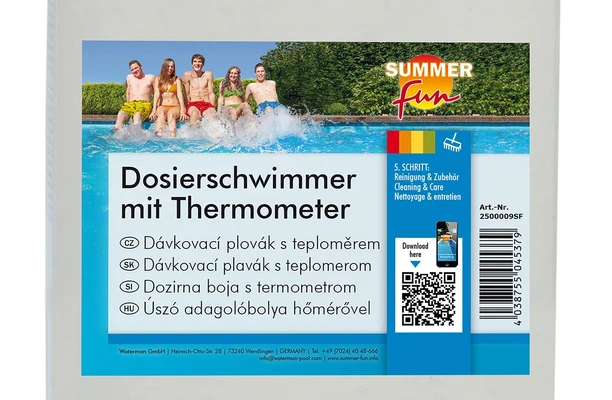 SUMMER
fun
Dosierschwimmer
mit Thermometer
CZ Dávkovací plovák s teploměrem
SK Dávkovací plavák s teplomerom
SI Dozirna boja s termometrom
HU Úszó adagolóbolya hőmérővel
5. SCHRITT:
Reinigung & Zubehör
Cleaning & Care
Nettoyage & entretien
Download
here
Art.-Nr.
2500009SF
4 038755 045379
Waterman GmbH | Heinrich-Otto-Str. 28 | 73240 Wendlingen | GERMANY | Tel. +49 (7024) 40 48-666
info@waterman-pool.com | www.summer-fun.info